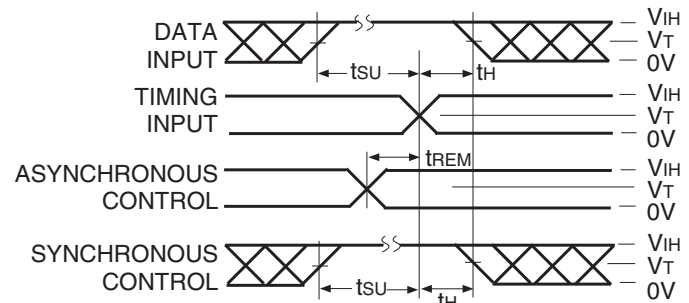 DATA INPUT
VIH
VT
0V
tSU
tH
TIMING INPUT
VIH
VT
0V
tREM
ASYNCHRONOUS CONTROL
VIH
VT
0V
SYNCHRONOUS CONTROL
VIH
VT
0V
tSU
tH